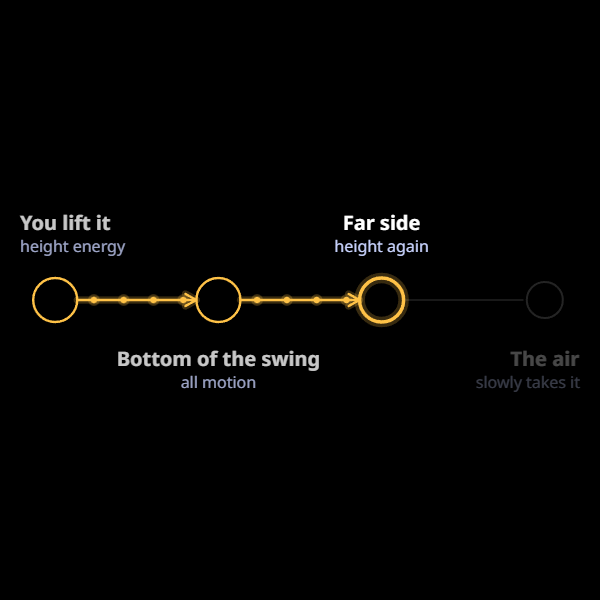 You lift it
height energy
Far side
height again
Bottom of the swing
all motion
The air
slowly takes it